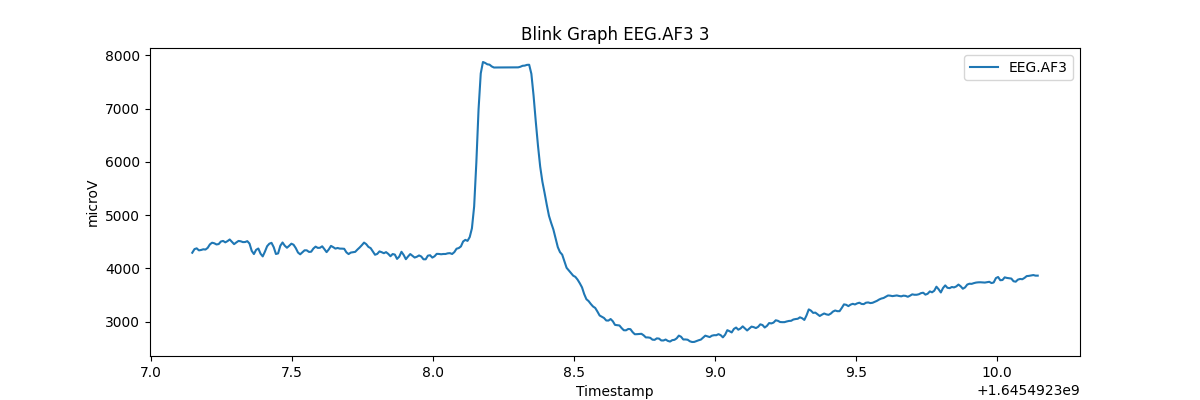 Blink Graph EEG.AF3 3
EEG.AF3
8000
7000
6000
5000
4000
3000
microV
7.0 7.5 8.0 8.5 9.0 9.5 10.0
Timestamp
+1.6454923e9